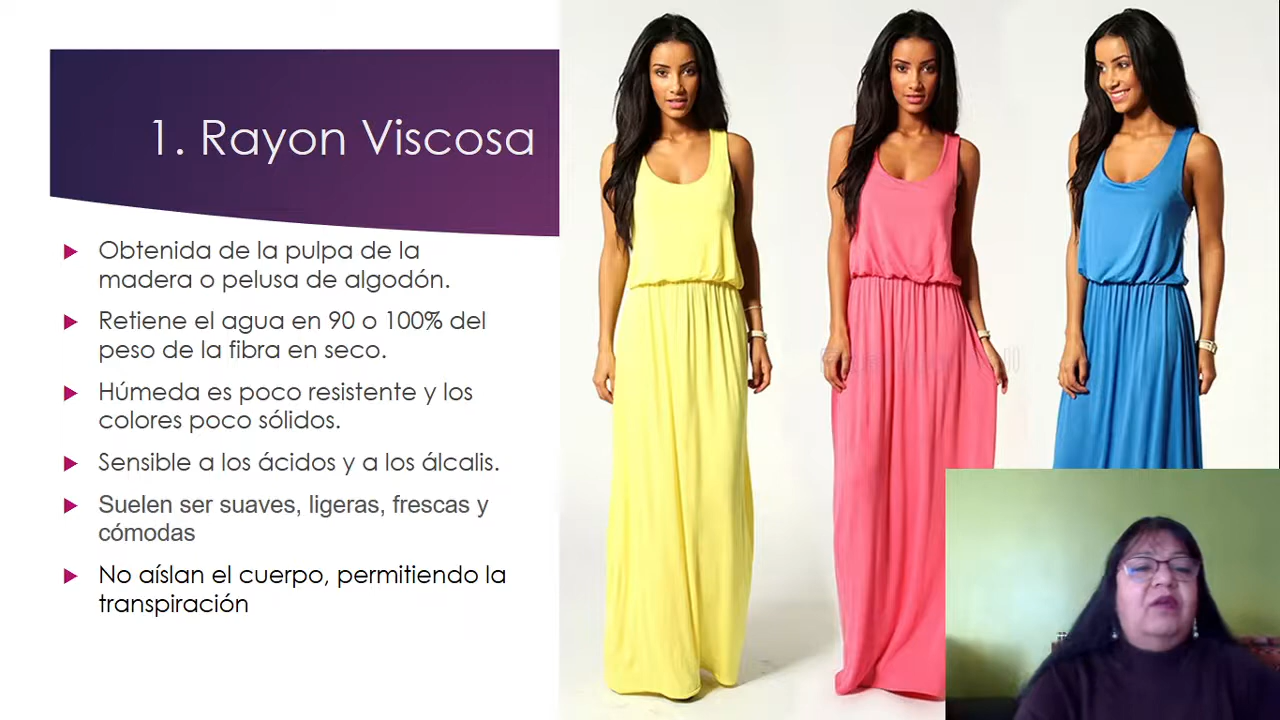 1. Rayon Viscosa
Obtenida de la pulpa de la
madera o pelusa de algodón.
Retiene el agua en 90 o 100% del
peso de la fibra en seco.
Húmeda es poco resistente y los
colores poco sólidos.
Sensible a los ácidos y a los álcalis.
Suelen ser suaves, ligeras, frescas y
cómodas
No aíslan el cuerpo, permitiendo la
transpiración